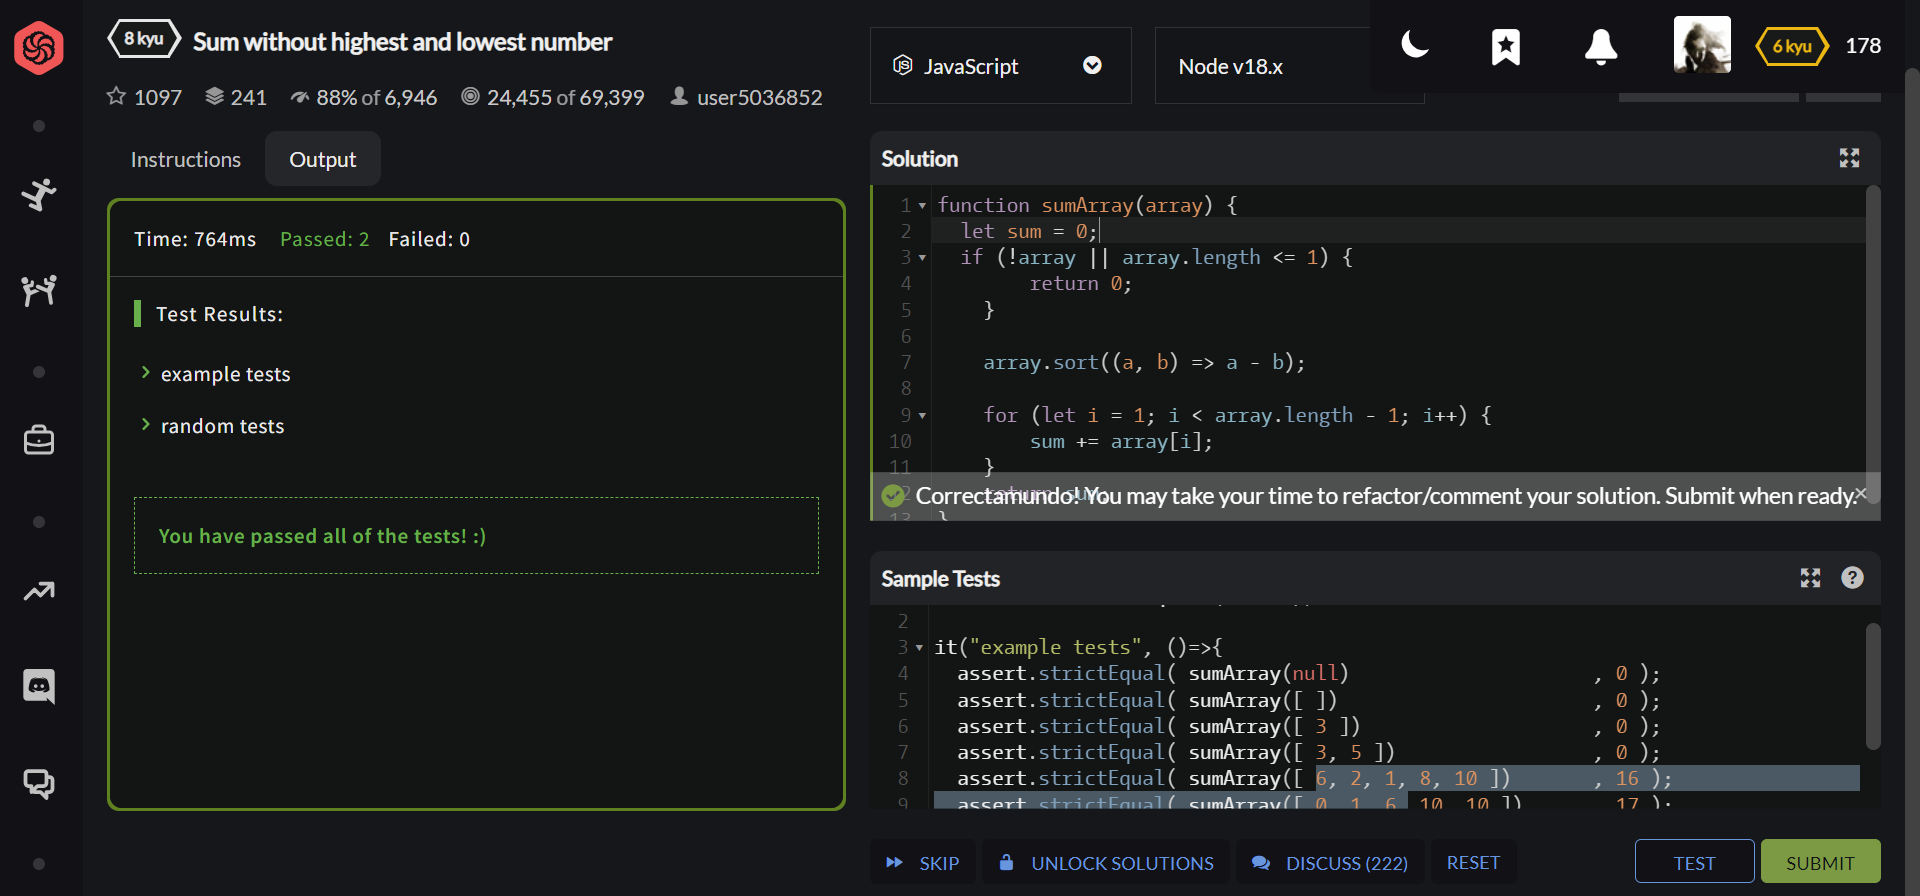 8 kyu Sum without highest and lowest number
1097 241 88% of 6,946 24,455 of 69,399 user5036852
JavaScript
Node v18.x
6 kyu 178
Instructions Output
Time: 764ms Passed: 2 Failed: 0
Test Results:
example tests
random tests
You have passed all of the tests! :)
Solution
1 function sumArray(array) {
2 let sum = 0;
3 if (!array || array.length <= 1) {
4 return 0;
5 }
6
7 array.sort((a, b) => a - b);
8
9 for (let i = 1; i < array.length - 1; i++) {
10 sum += array[i];
11 }
12 return sum;
Correctamundo! You may take your time to refactor/comment your solution. Submit when ready. ×
13 }
Sample Tests
2
3 it("example tests", ()=>{
4 assert.strictEqual( sumArray(null) , 0 );
5 assert.strictEqual( sumArray([ ]) , 0 );
6 assert.strictEqual( sumArray([ 3 ]) , 0 );
7 assert.strictEqual( sumArray([ 3, 5 ]) , 0 );
8 assert.strictEqual( sumArray([ 6, 2, 1, 8, 10 ]) , 16 );
9 assert.strictEqual( sumArray([ 0, 1, 6, 10, 10 ]) , 17 );
SKIP UNLOCK SOLUTIONS DISCUSS (222) RESET TEST SUBMIT